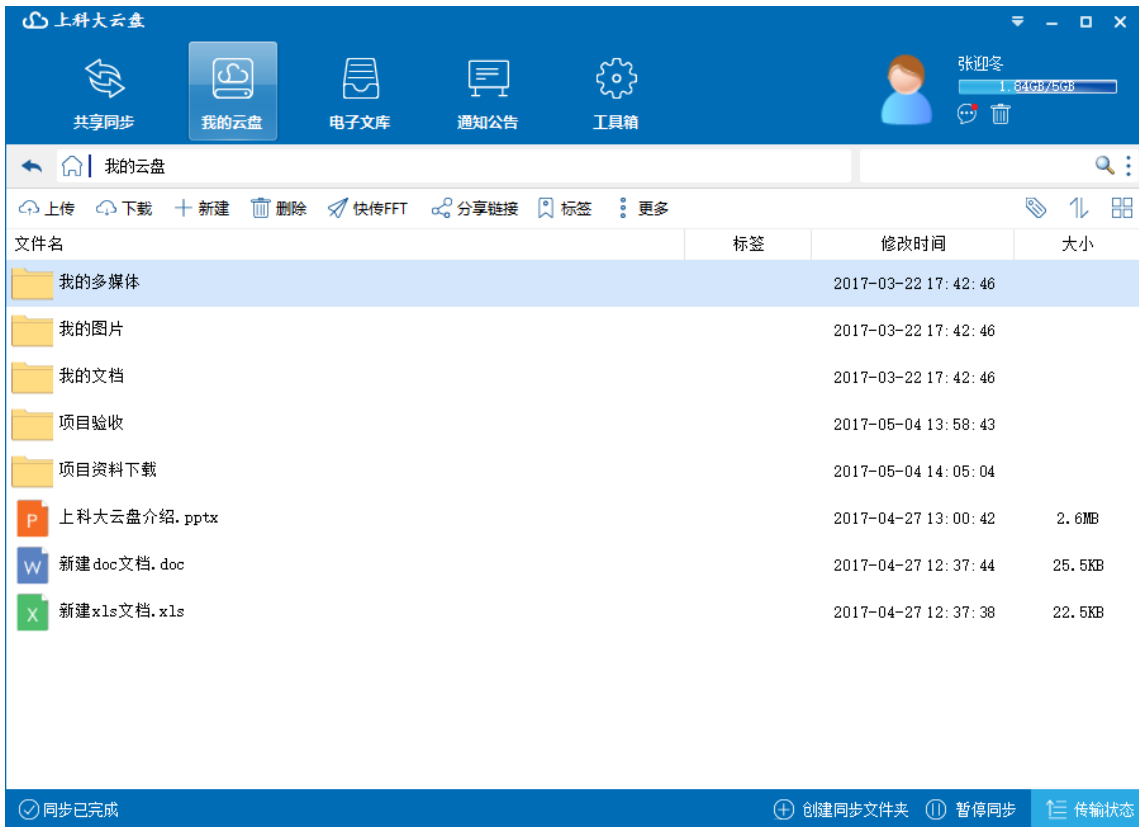 上科大云盘
张迎冬
1.84GB/5GB
共享同步 我的云盘 电子文库 通知公告 工具箱
我的云盘
上传 下载 新建 删除 快传FFT 分享链接 标签 更多
文件名 标签 修改时间 大小
我的多媒体 2017-03-22 17:42:46
我的图片 2017-03-22 17:42:46
我的文档 2017-03-22 17:42:46
项目验收 2017-05-04 13:58:43
项目资料下载 2017-05-04 14:05:04
P 上科大云盘介绍.pptx 2017-04-27 13:00:42 2.6MB
W 新建doc文档.doc 2017-04-27 12:37:44 25.5KB
X 新建xls文档.xls 2017-04-27 12:37:38 22.5KB
同步已完成 创建同步文件夹 暂停同步 传输状态